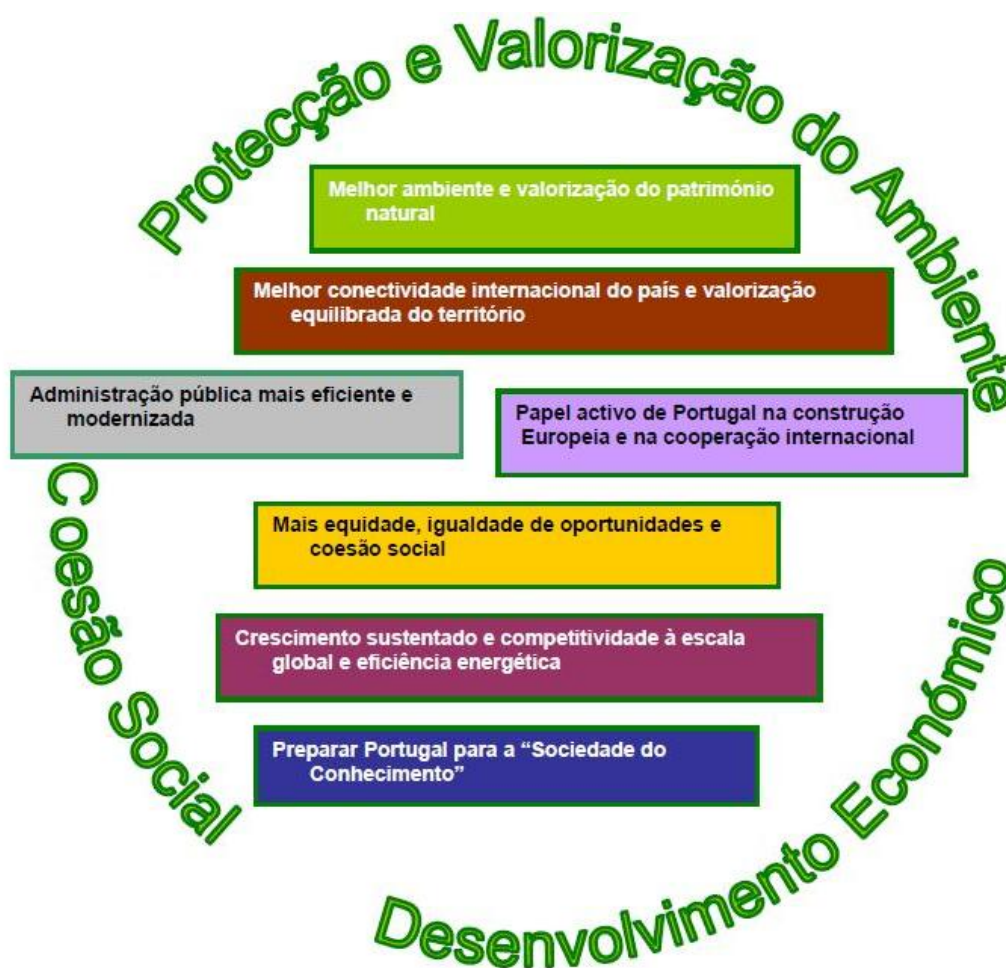 Protecção e Valorização do Ambiente
Melhor ambiente e valorização do património
natural
Melhor conectividade internacional do país e valorização
equilibrada do território
Administração pública mais eficiente e
modernizada
Papel activo de Portugal na construção
Europeia e na cooperação internacional
Mais equidade, igualdade de oportunidades e
coesão social
Crescimento sustentado e competitividade à escala
global e eficiência energética
Preparar Portugal para a “Sociedade do
Conhecimento”
Coesão Social
Desenvolvimento Económico